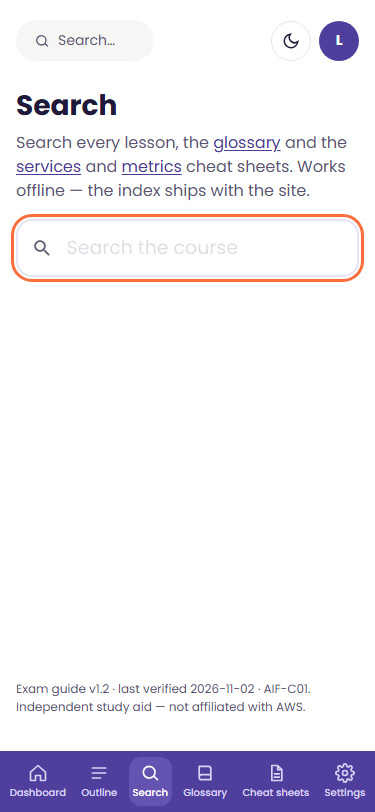 Search...
L
Search
Search every lesson, the glossary and the
services and metrics cheat sheets. Works
offline — the index ships with the site.
Search the course
Exam guide v1.2 · last verified 2026-11-02 · AIF-C01.
Independent study aid — not affiliated with AWS.
Dashboard Outline Search Glossary Cheat sheets Settings